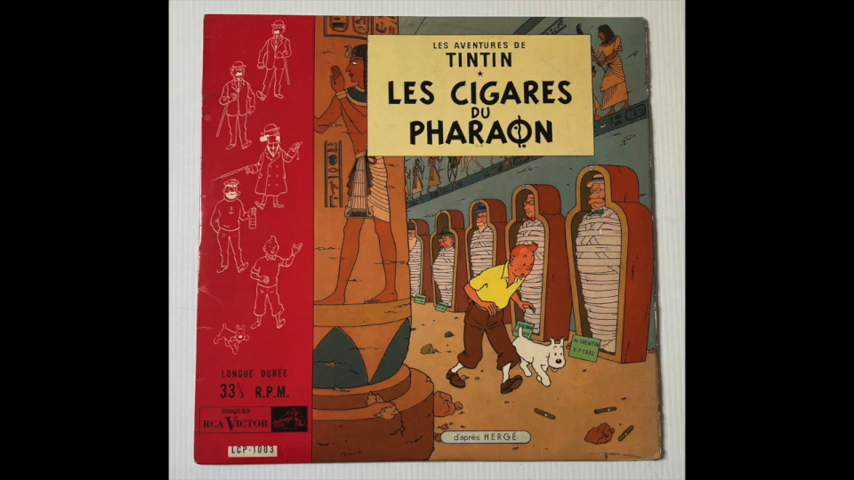 LES AVENTURES DE
TINTIN
LES CIGARES
DU
PHARAON
LONGUE DURÉE
33⅓ R.P.M.
DISQUES
RCA VICTOR
LCP-1003
d'après HERGÉ